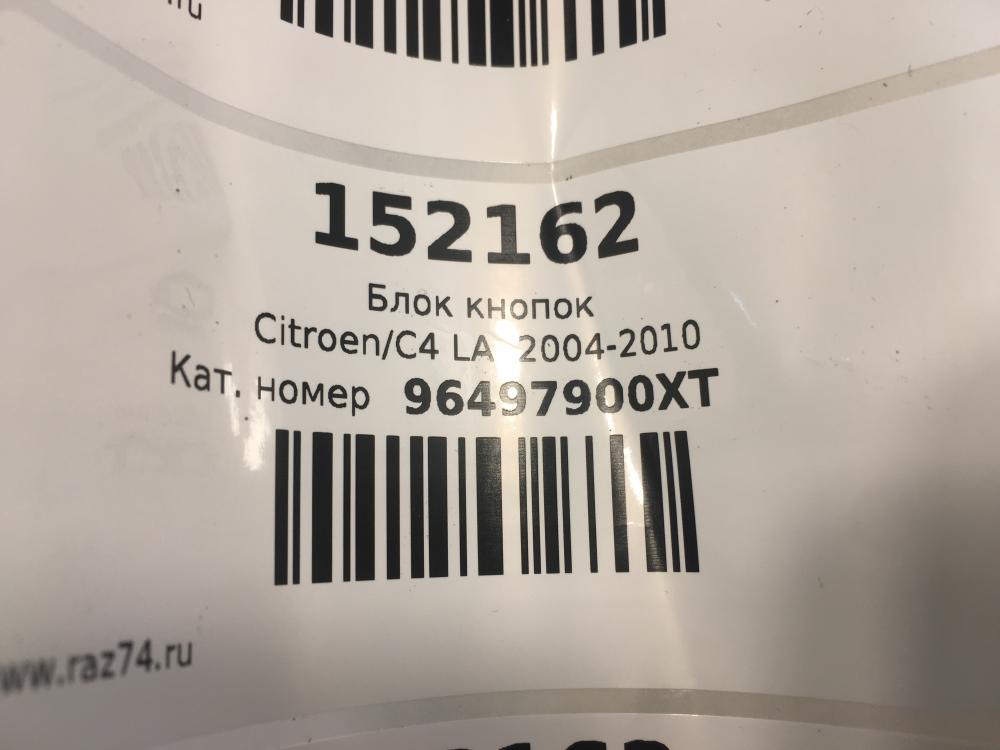 152162
Блок кнопок
Citroen/C4 LA 2004-2010
Кат. номер 96497900XT
www.raz74.ru